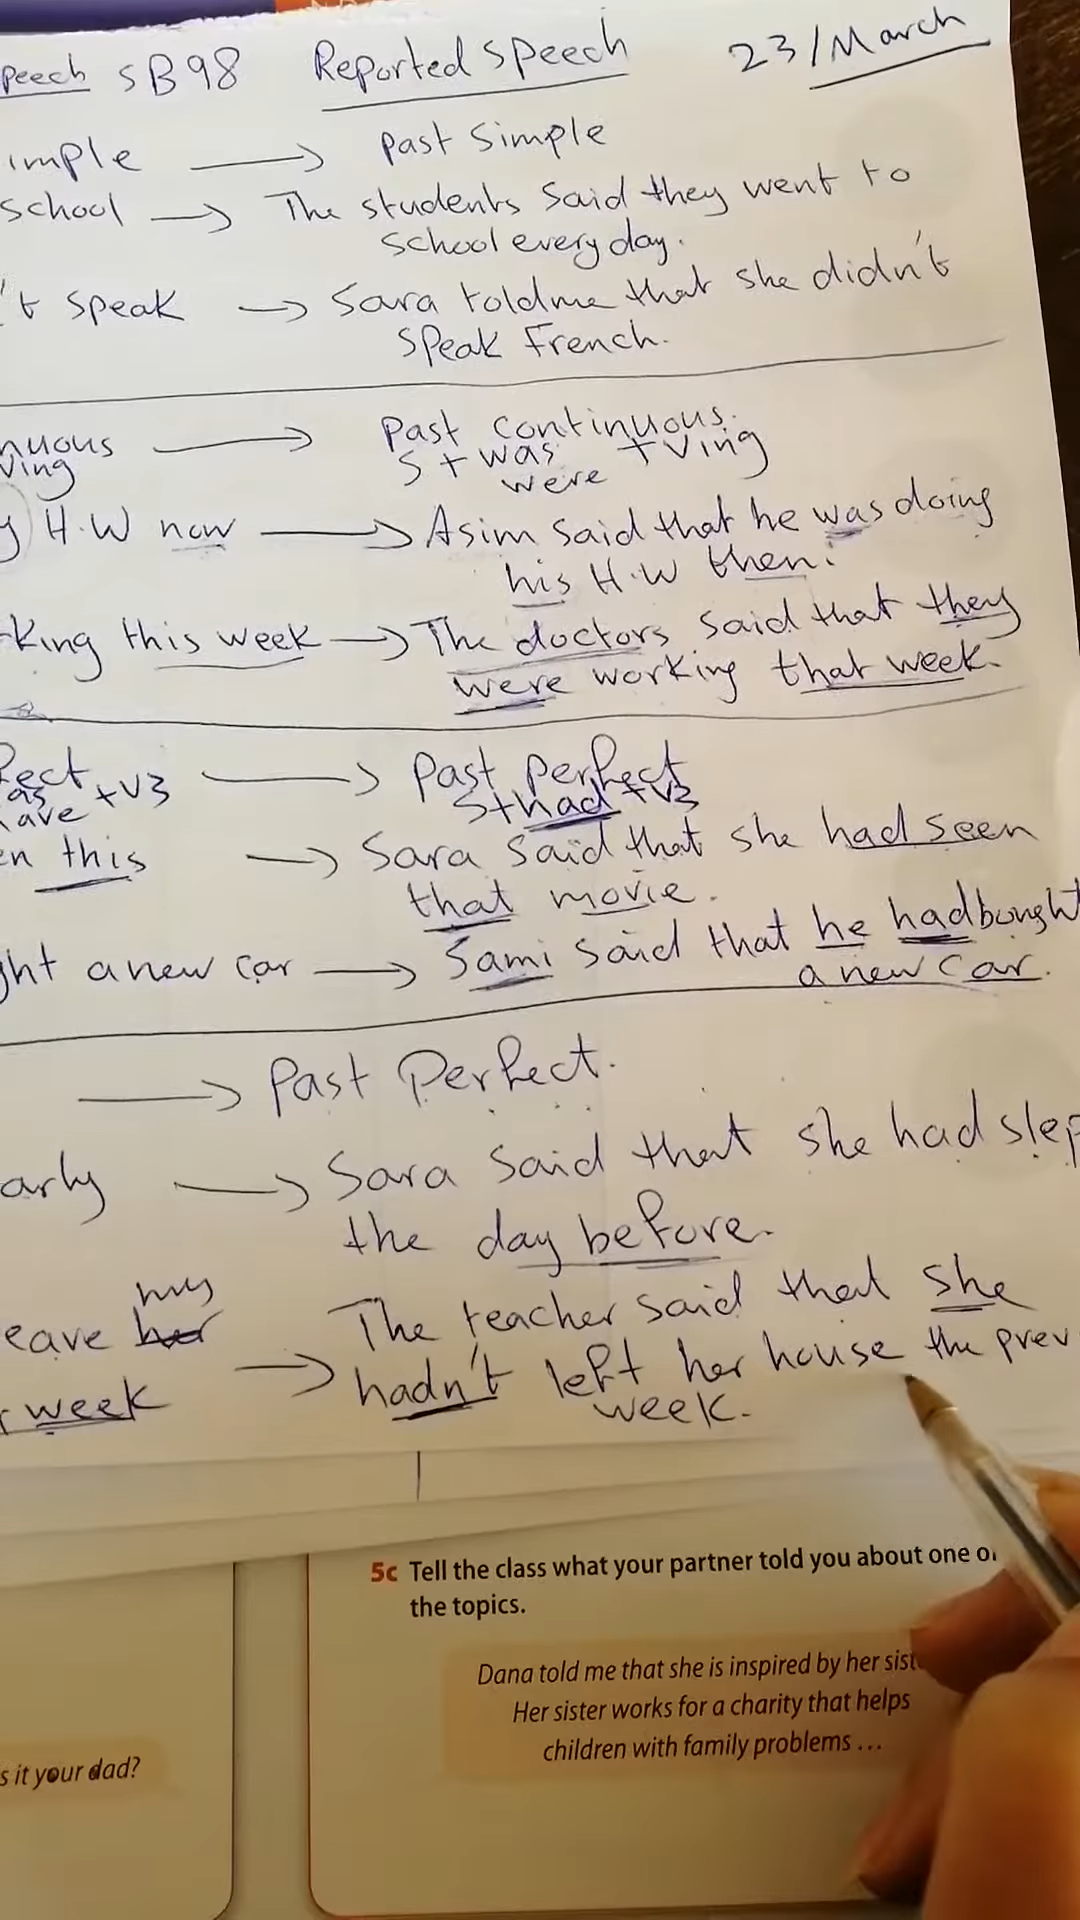 peech SB98 Reported speech 23/March
imple → Past Simple
school → The students said they went to
school every day.
't speak → Sara told me that she didn't
speak French.
nuous → Past continuous.
Ving S + was + Ving
were
y H.W now → Asim said that he was doing
his H.W then.
king this week → The doctors said that they
were working that week.
fect → Past perfect
as
ave + V3 S + had + V3
en this → Sara said that she had seen
that movie.
ght a new car → Sami said that he had bought
a new car.
→ Past Perfect.
arly → Sara said that she had slep
the day before.
my
eave her → The teacher said that she
hadn't left her house the prev
week week.
5c Tell the class what your partner told you about one o
the topics.
Dana told me that she is inspired by her sist
Her sister works for a charity that helps
children with family problems ...
s it your dad?